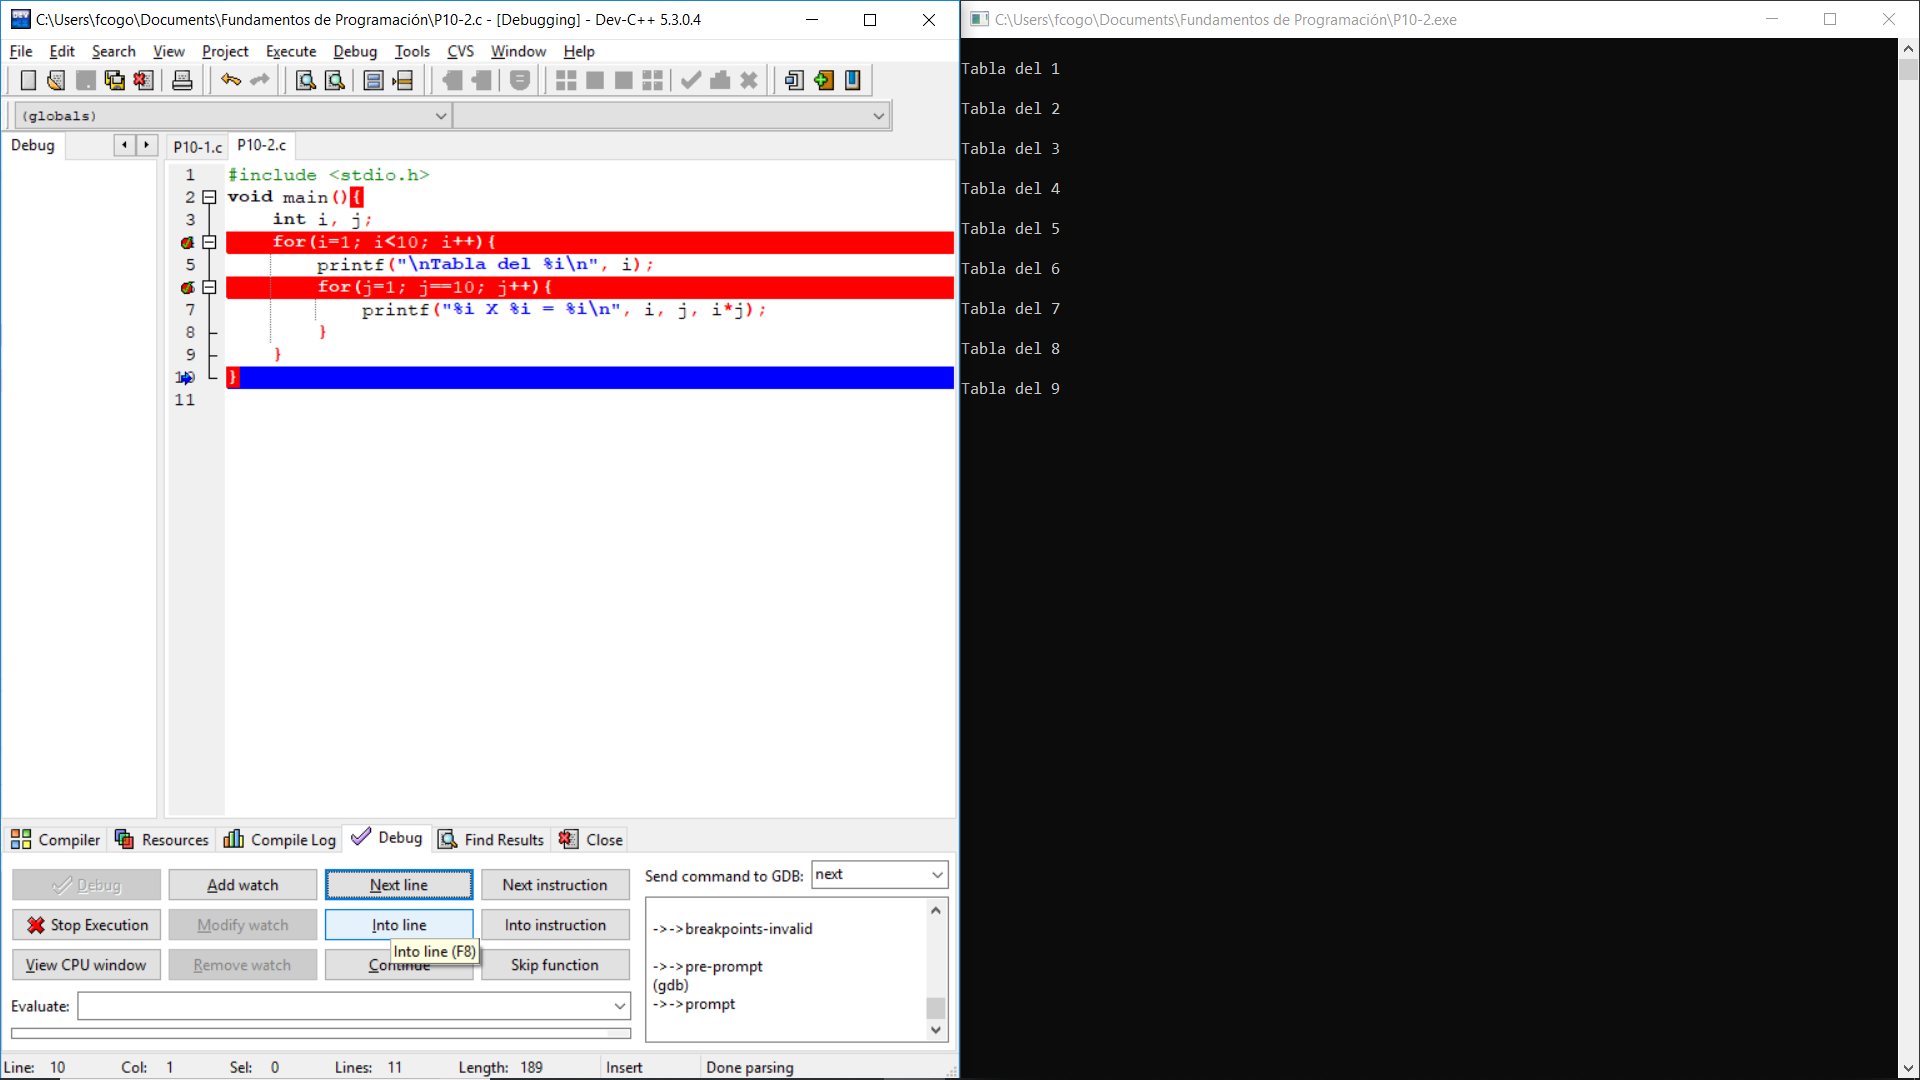 C:\Users\fcogo\Documents\Fundamentos de Programación\P10-2.c - [Debugging] - Dev-C++ 5.3.0.4
File Edit Search View Project Execute Debug Tools CVS Window Help
(globals)
Debug
P10-1.c P10-2.c
1 #include <stdio.h>
2 void main(){
3 int i, j;
for(i=1; i<10; i++){
5 printf("\nTabla del %i\n", i);
for(j=1; j==10; j++){
7 printf("%i X %i = %i\n", i, j, i*j);
8 }
9 }
10 }
11
Compiler Resources Compile Log Debug Find Results Close
Debug Add watch Next line Next instruction
Stop Execution Modify watch Into line Into instruction
View CPU window Remove watch Continue Skip function
Into line (F8)
Evaluate:
Send command to GDB: next
->->breakpoints-invalid
->->pre-prompt
(gdb)
->->prompt
Line: 10 Col: 1 Sel: 0 Lines: 11 Length: 189 Insert Done parsing
C:\Users\fcogo\Documents\Fundamentos de Programación\P10-2.exe
Tabla del 1
Tabla del 2
Tabla del 3
Tabla del 4
Tabla del 5
Tabla del 6
Tabla del 7
Tabla del 8
Tabla del 9